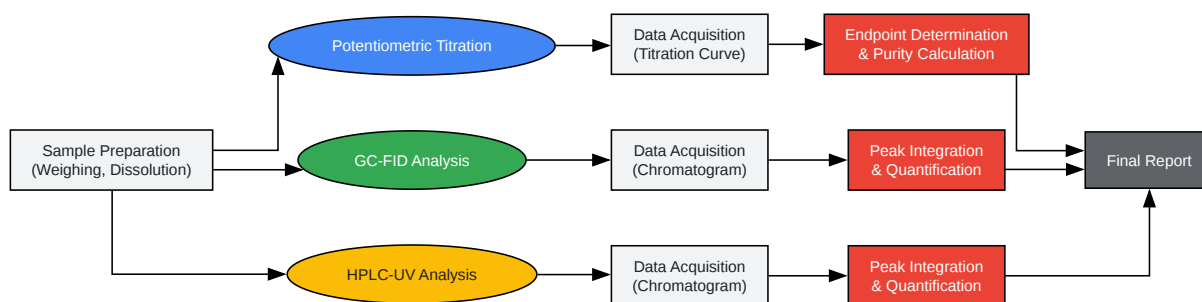 Potentiometric Titration
Data Acquisition
(Titration Curve)
Endpoint Determination
& Purity Calculation
Sample Preparation
(Weighing, Dissolution)
GC-FID Analysis
Data Acquisition
(Chromatogram)
Peak Integration
& Quantification
Final Report
HPLC-UV Analysis
Data Acquisition
(Chromatogram)
Peak Integration
& Quantification